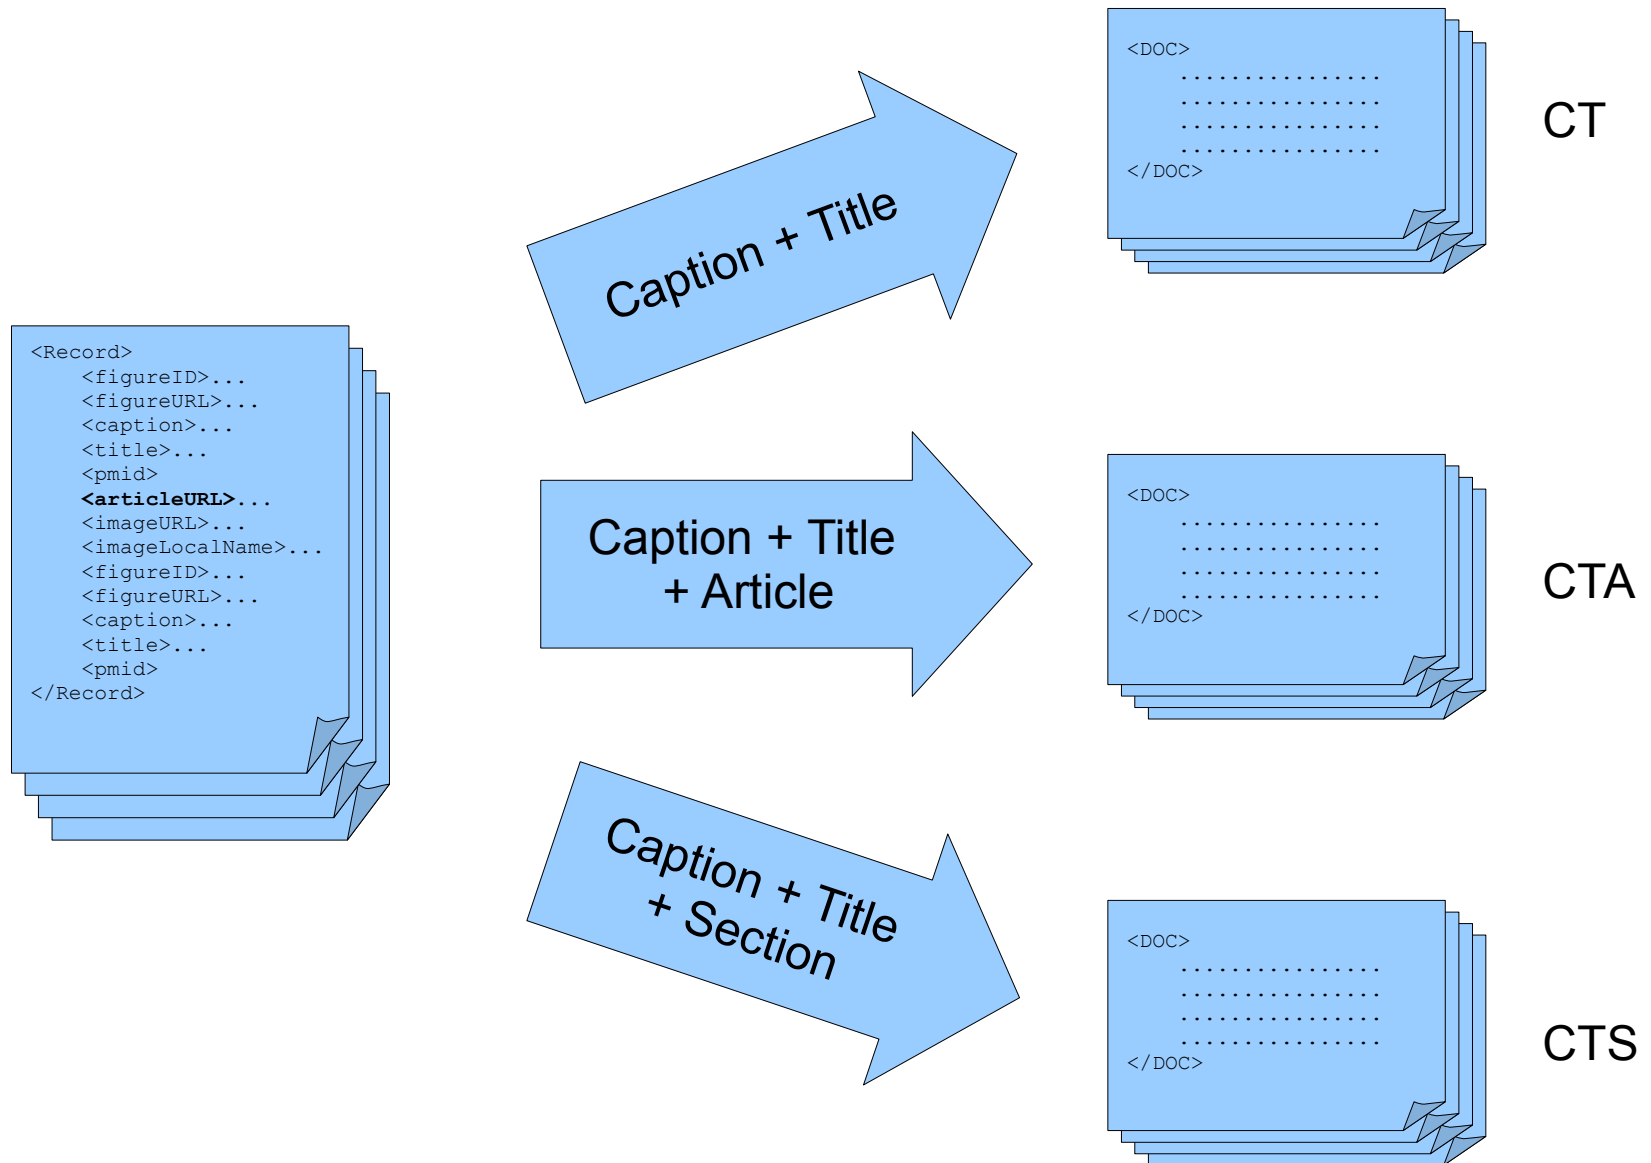 <Record>
<figureID>...
<figureURL>...
<caption>...
<title>...
<pmid>
<articleURL>...
<imageURL>...
<imageLocalName>...
<figureID>...
<figureURL>...
<caption>...
<title>...
<pmid>
</Record>
Caption + Title
<DOC>
................
................
................
................
</DOC>
CT
Caption + Title
+ Article
<DOC>
................
................
................
................
</DOC>
CTA
Caption + Title
+ Section
<DOC>
................
................
................
................
</DOC>
CTS